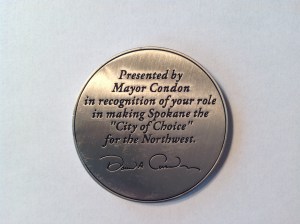 Presented by
Mayor Condon
in recognition of your role
in making Spokane the
"City of Choice"
for the Northwest.